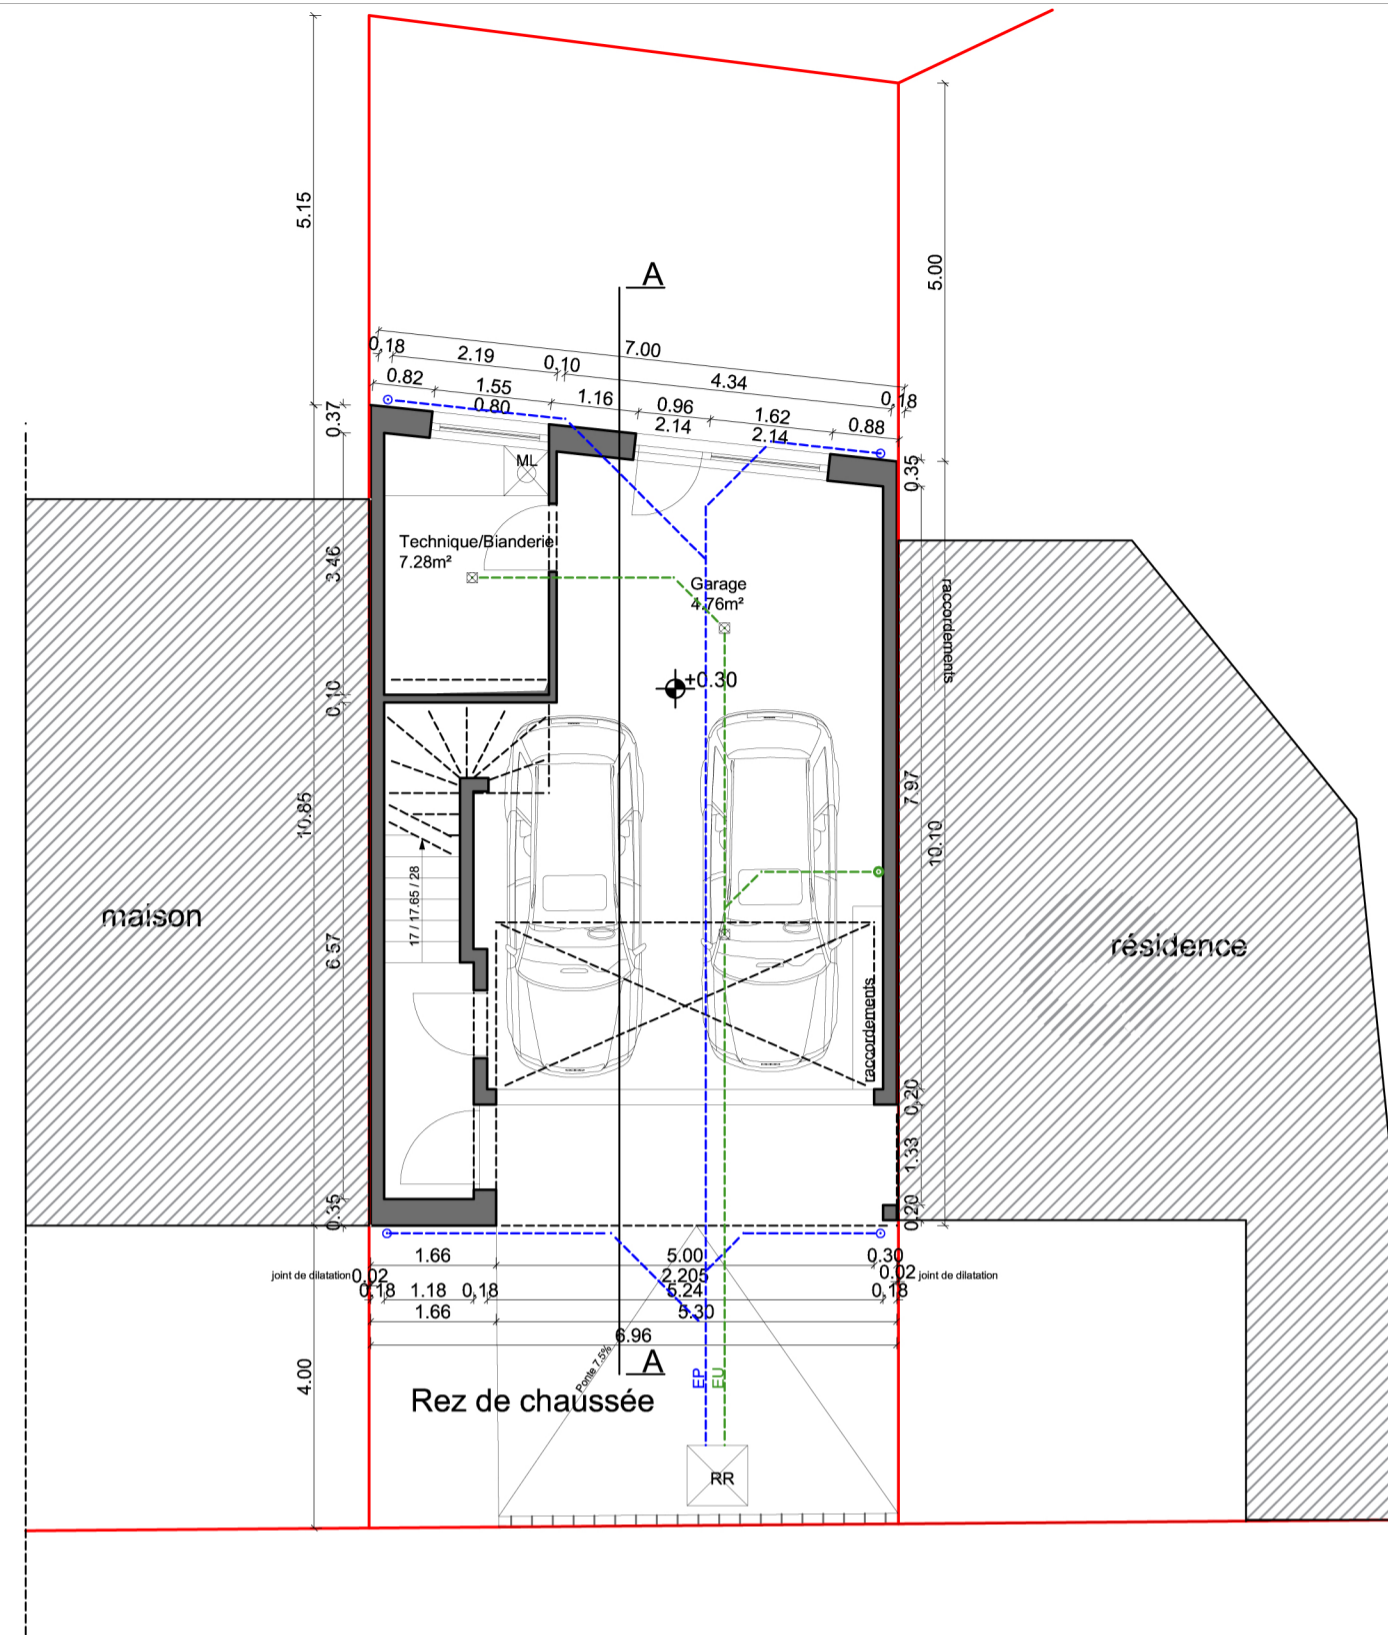 5.15
A
5.00
7.00
0.18
2.19
0.10
4.34
0.18
0.82
1.55
1.16
0.96
1.62
0.88
0.80
2.14
2.14
0.37
0.35
ML
Technique/Bianderie
7.28m²
3.46
Garage
4.76m²
raccordements
+0.30
0.10
10.85
7.97
10.10
17 / 17.65 / 28
maison
6.57
résidence
raccordements
0.20
1.33
0.20
0.35
1.66
5.00
0.30
joint de dilatation
0.02
2.205
0.02
joint de dilatation
0.18
1.18
0.18
5.24
0.18
1.66
5.30
6.96
4.00
Ponte 7.5%
A
EP
EU
Rez de chaussée
RR